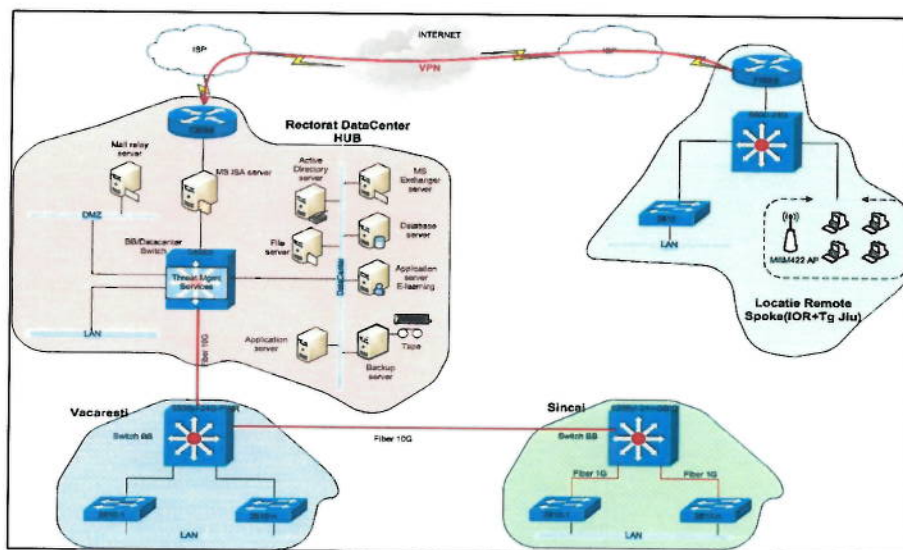 ISP
INTERNET
VPN
Rectorat DataCenter
HUB
Mail relay
server
MS ISA server
Active
Directory
server
MS
Exchanger
server
DMZ
BB/Datacenter
Switch
File
server
Database
server
Threat Mgmt
Services
DataCenter
Application
server
E-learning
LAN
Fiber 10G
Application
server
Backup
server
Tape
LAN
MSM422 AP
Locatie Remote
Spoke(IOR+Tg Jiu)
Vacaresti
Switch BB
Fiber 10G
LAN
Sincai
Switch BB
Fiber 1G
Fiber 1G
LAN